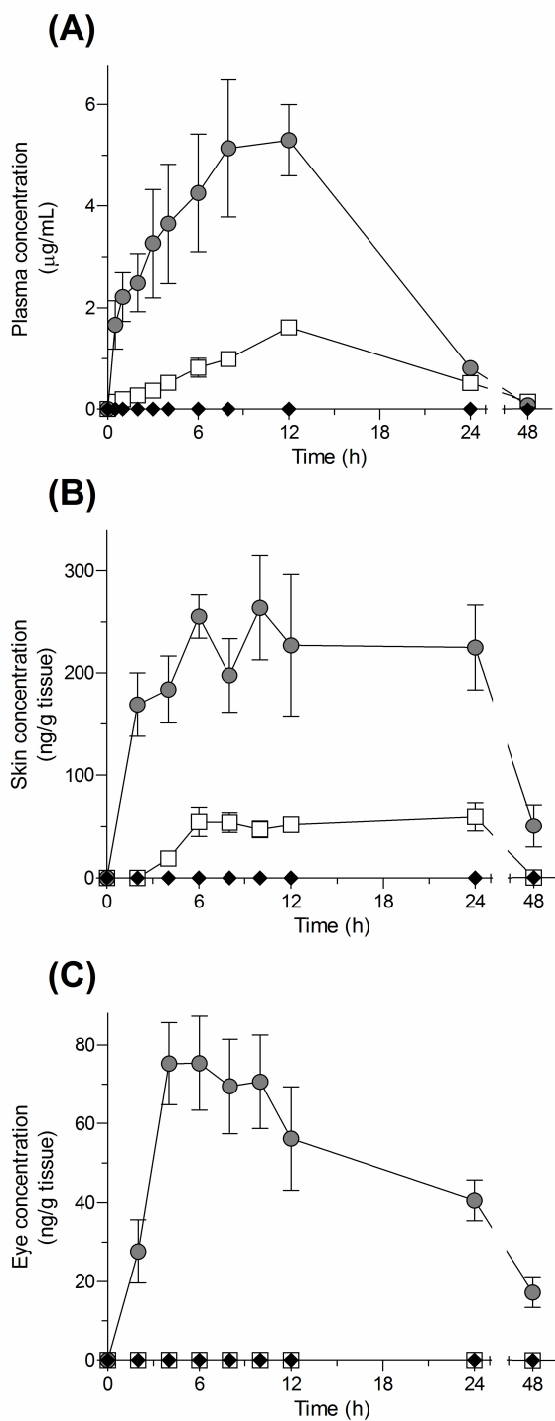 (A)
Plasma concentration
(µg/mL)
6
4
2
0
0 6 12 18 24 48
Time (h)
(B)
Skin concentration
(ng/g tissue)
300
200
100
0
0 6 12 18 24 48
Time (h)
(C)
Eye concentration
(ng/g tissue)
80
60
40
20
0
0 6 12 18 24 48
Time (h)